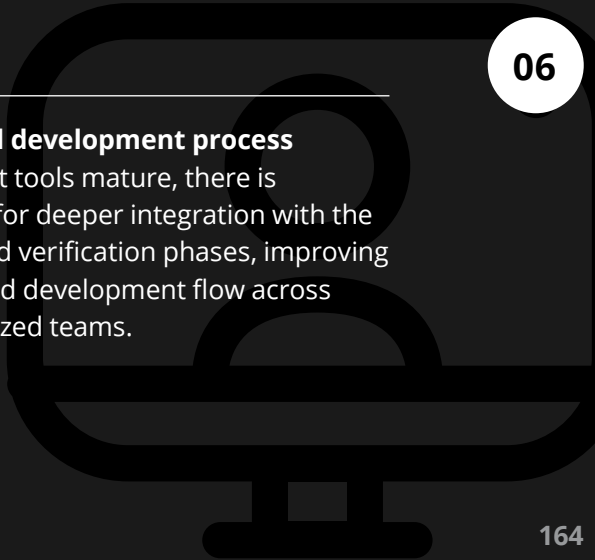 06
development process
tools mature, there is
for deeper integration with the
verification phases, improving
development flow across
teams.
164